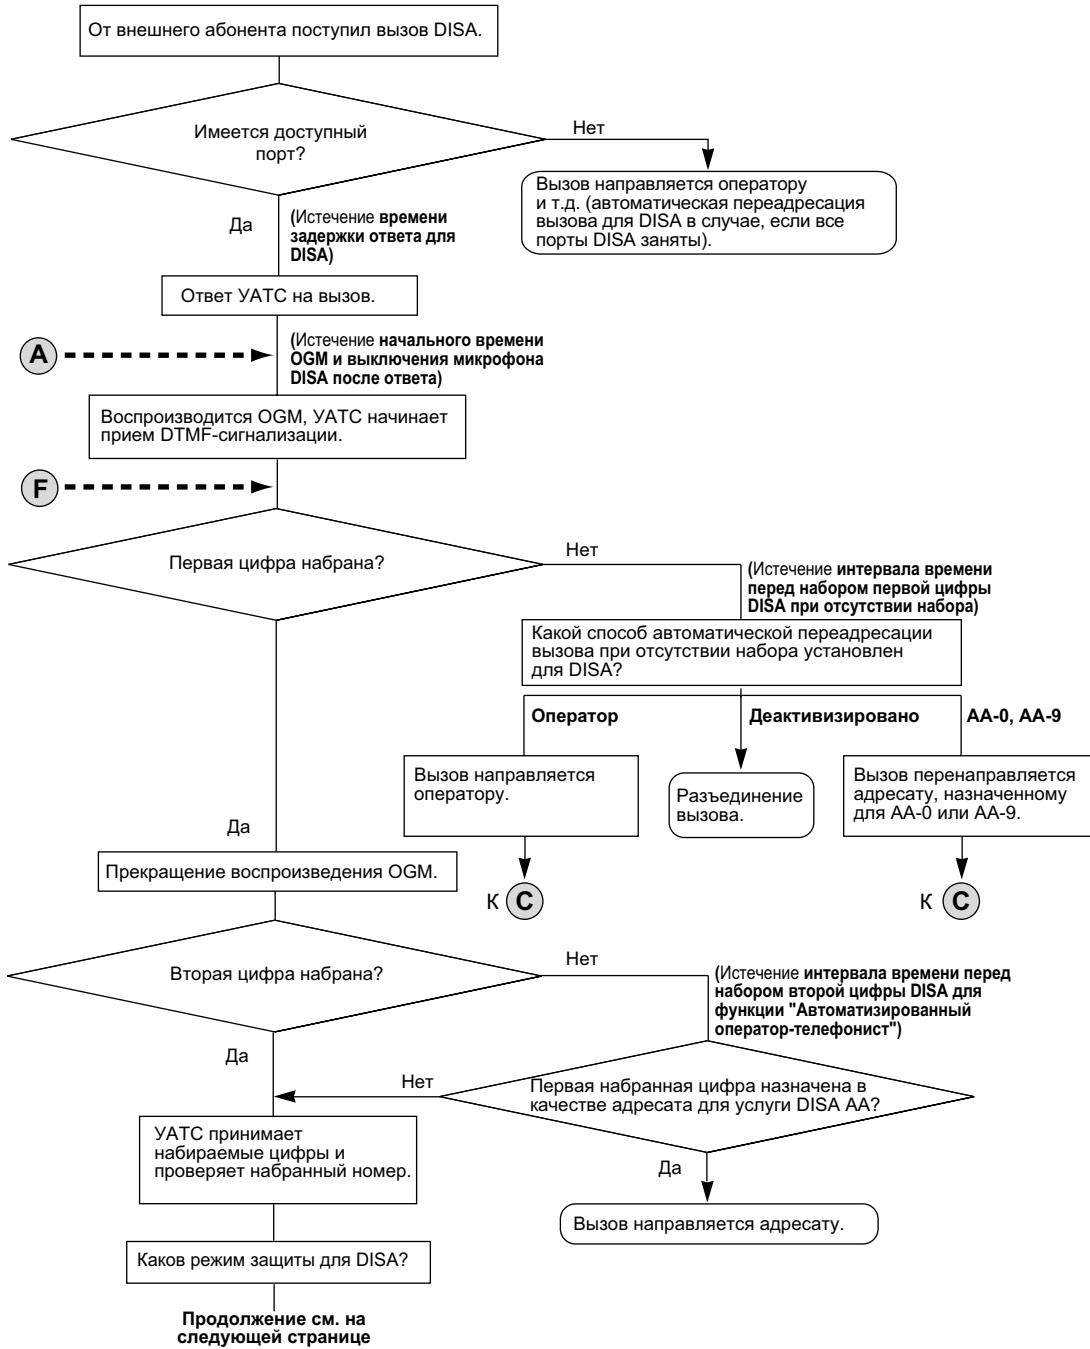 От внешнего абонента поступил вызов DISA.
Имеется доступный
порт?
Нет
Вызов направляется оператору
и т.д. (автоматическая переадресация
вызова для DISA в случае, если все
порты DISA заняты).
Да
(Истечение времени
задержки ответа для
DISA)
Ответ УАТС на вызов.
A
(Истечение начального времени
OGM и выключения микрофона
DISA после ответа)
Воспроизводится OGM, УАТС начинает
прием DTMF-сигнализации.
F
Первая цифра набрана?
Нет
(Истечение интервала времени
перед набором первой цифры
DISA при отсутствии набора)
Какой способ автоматической переадресации
вызова при отсутствии набора установлен
для DISA?
Оператор
Деактивизировано
AA-0, AA-9
Вызов направляется
оператору.
Разъединение
вызова.
Вызов перенаправляется
адресату, назначенному
для AA-0 или AA-9.
К C
К C
Да
Прекращение воспроизведения OGM.
Вторая цифра набрана?
Нет
(Истечение интервала времени перед
набором второй цифры DISA для
функции "Автоматизированный
оператор-телефонист")
Да
Нет
Первая набранная цифра назначена в
качестве адресата для услуги DISA AA?
УАТС принимает
набираемые цифры и
проверяет набранный номер.
Да
Вызов направляется адресату.
Каков режим защиты для DISA?
Продолжение см. на
следующей странице